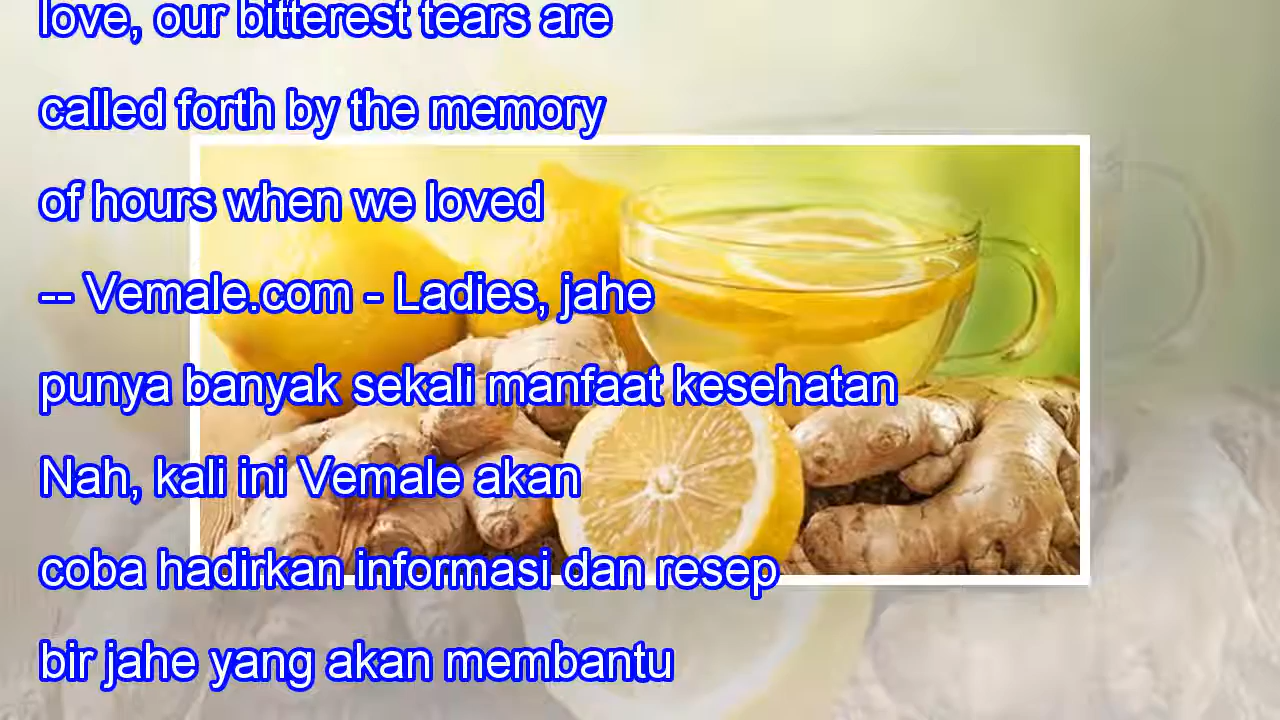 love, our bitterest tears are
called forth by the memory
of hours when we loved
-- Vemale.com - Ladies, jahe
punya banyak sekali manfaat kesehatan
Nah, kali ini Vemale akan
coba hadirkan informasi dan resep
bir jahe yang akan membantu